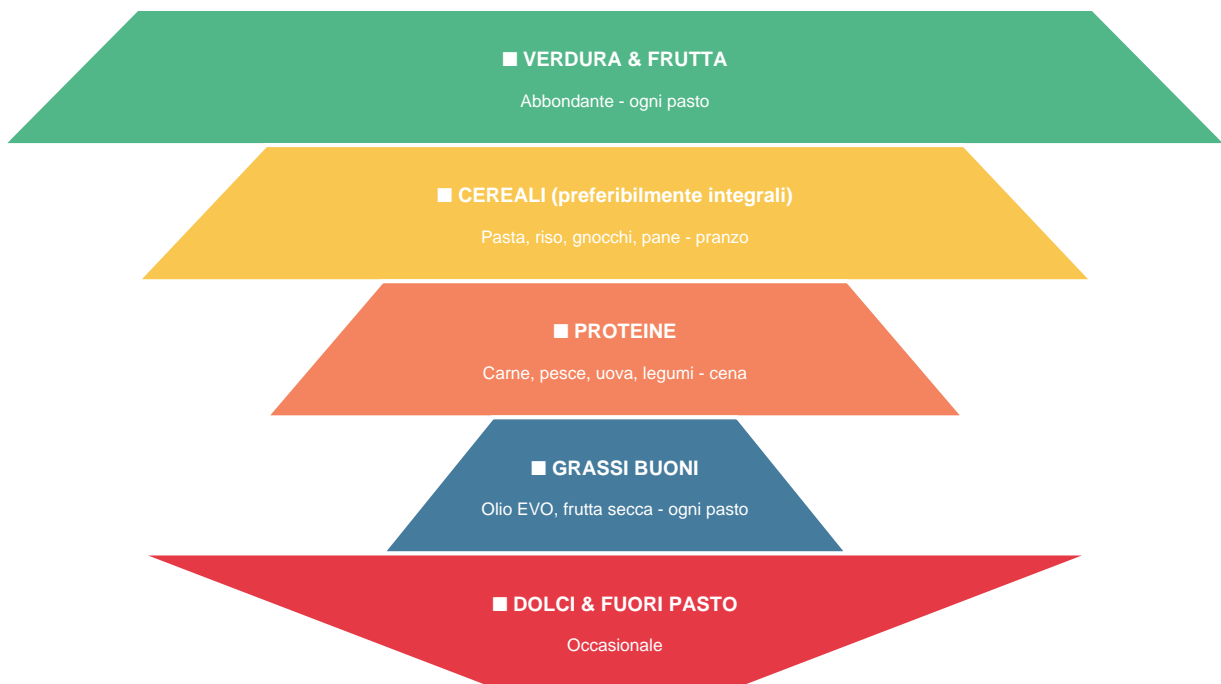 ■ VERDURA & FRUTTA
Abbondante - ogni pasto
■ CEREALI (preferibilmente integrali)
Pasta, riso, gnocchi, pane - pranzo
■ PROTEINE
Carne, pesce, uova, legumi - cena
■ GRASSI BUONI
Olio EVO, frutta secca - ogni pasto
■ DOLCI & FUORI PASTO
Occasionale